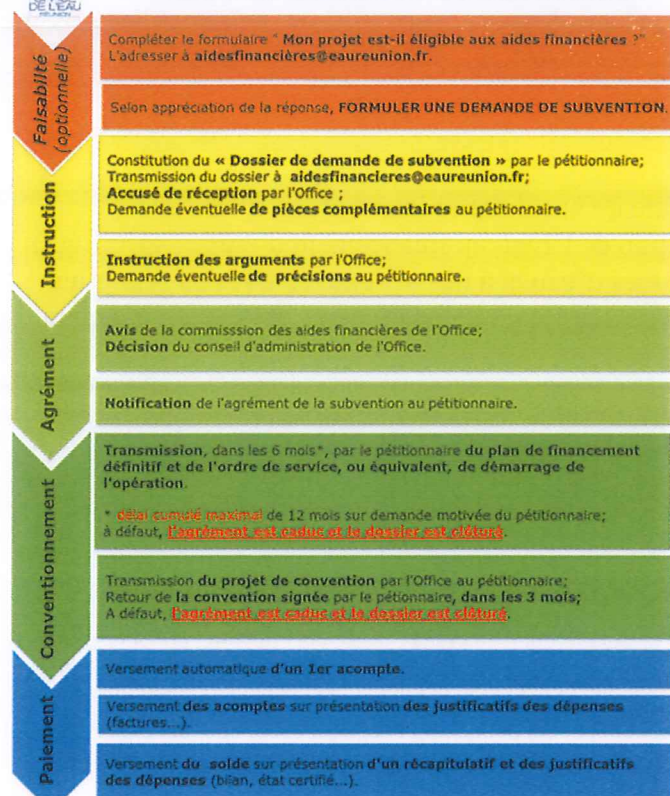 DE L'EAU
RÉUNION
Faisabilté
(optionnelle)
Compléter le formulaire " Mon projet est-il éligible aux aides financières ?"
L'adresser à aidesfinancières@eaureunion.fr.
Selon appréciation de la réponse, FORMULER UNE DEMANDE DE SUBVENTION
Instruction
Constitution du « Dossier de demande de subvention » par le pétitionnaire;
Transmission du dossier à aidesfinancieres@eaureunion.fr;
Accusé de réception par l'Office ;
Demande éventuelle de pièces complémentaires au pétitionnaire.
Instruction des arguments par l'Office;
Demande éventuelle de précisions au pétitionnaire.
Agrément
Avis de la commisssion des aides financières de l'Office;
Décision du conseil d'administration de l'Office.
Notification de l'agrément de la subvention au pétitionnaire.
Conventionnement
Transmission, dans les 6 mois*, par le pétitionnaire du plan de financement
définitif et de l'ordre de service, ou équivalent, de démarrage de
l'opération.
* délai cumulé maximal de 12 mois sur demande motivée du pétitionnaire;
à défaut, l'agrément est caduc et le dossier est clôturé.
Transmission du projet de convention par l'Office au pétitionnaire;
Retour de la convention signée par le pétionnaire, dans les 3 mois;
A défaut, l'agrément est caduc et le dossier est clôturé.
Paiement
Versement automatique d'un 1er acompte.
Versement des acomptes sur présentation des justificatifs des dépenses
(factures...).
Versement du solde sur présentation d'un récapitulatif et des justificatifs
des dépenses (bilan, état certifié...).